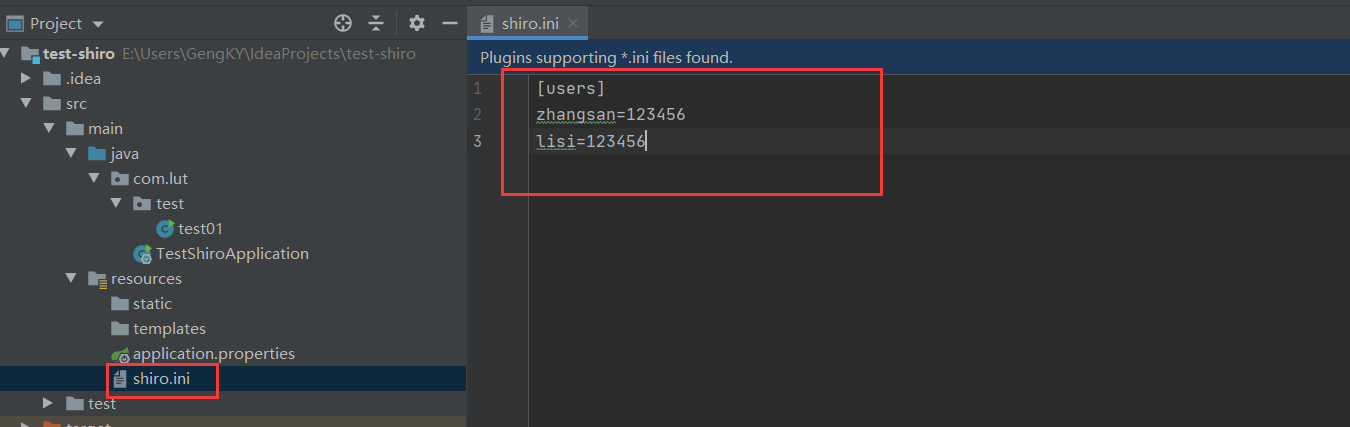 Project
test-shiro E:\Users\GengKY\IdeaProjects\test-shiro
.idea
src
main
java
com.lut
test
test01
TestShiroApplication
resources
static
templates
application.properties
shiro.ini
test
target
shiro.ini
Plugins supporting *.ini files found.
1 [users]
2 zhangsan=123456
3 lisi=123456